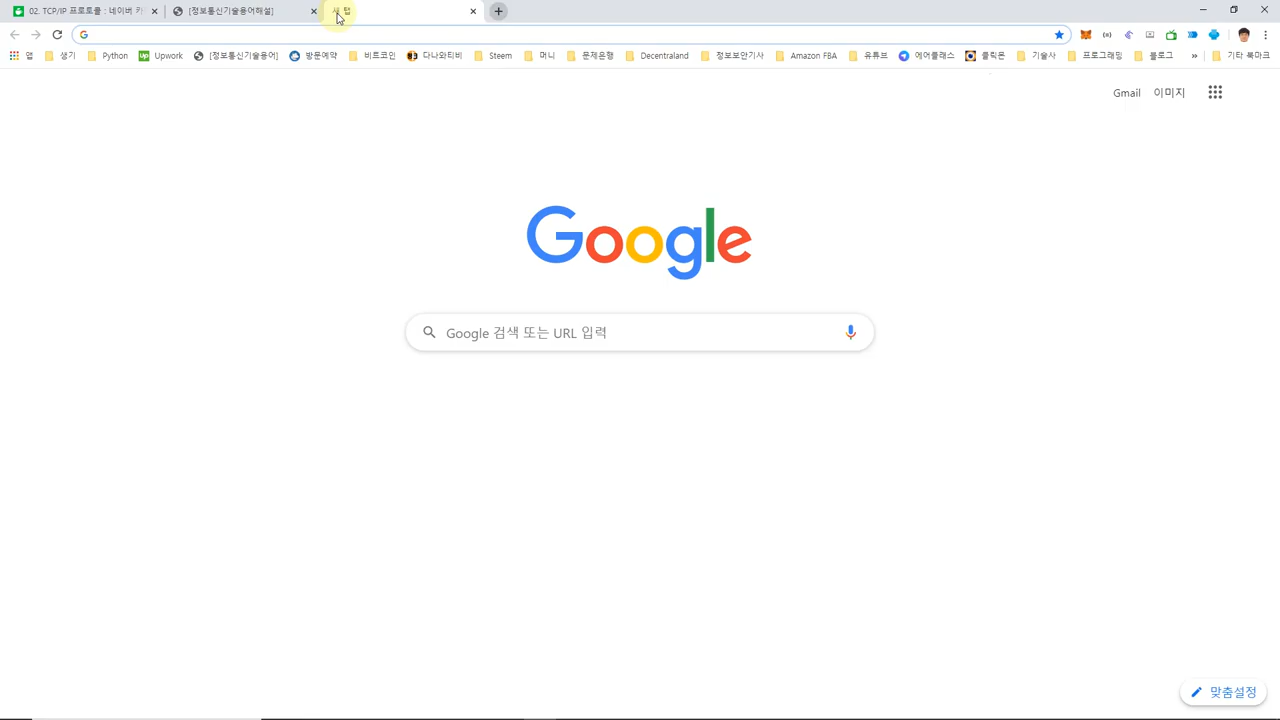 02. TCP/IP 프로토콜 : 네이버 카
[정보통신기술용어해설]
새 탭
앱 생기 Python Up Upwork [정보통신기술용어] 방문예약 비트코인 다나와티비 Steem 머니 문제은행 Decentraland 정보보안기사 Amazon FBA 유튜브 에어클래스 클릭온 기술사 프로그래밍 블로그 » 기타 북마크
Gmail 이미지
Google
Google 검색 또는 URL 입력
맞춤설정